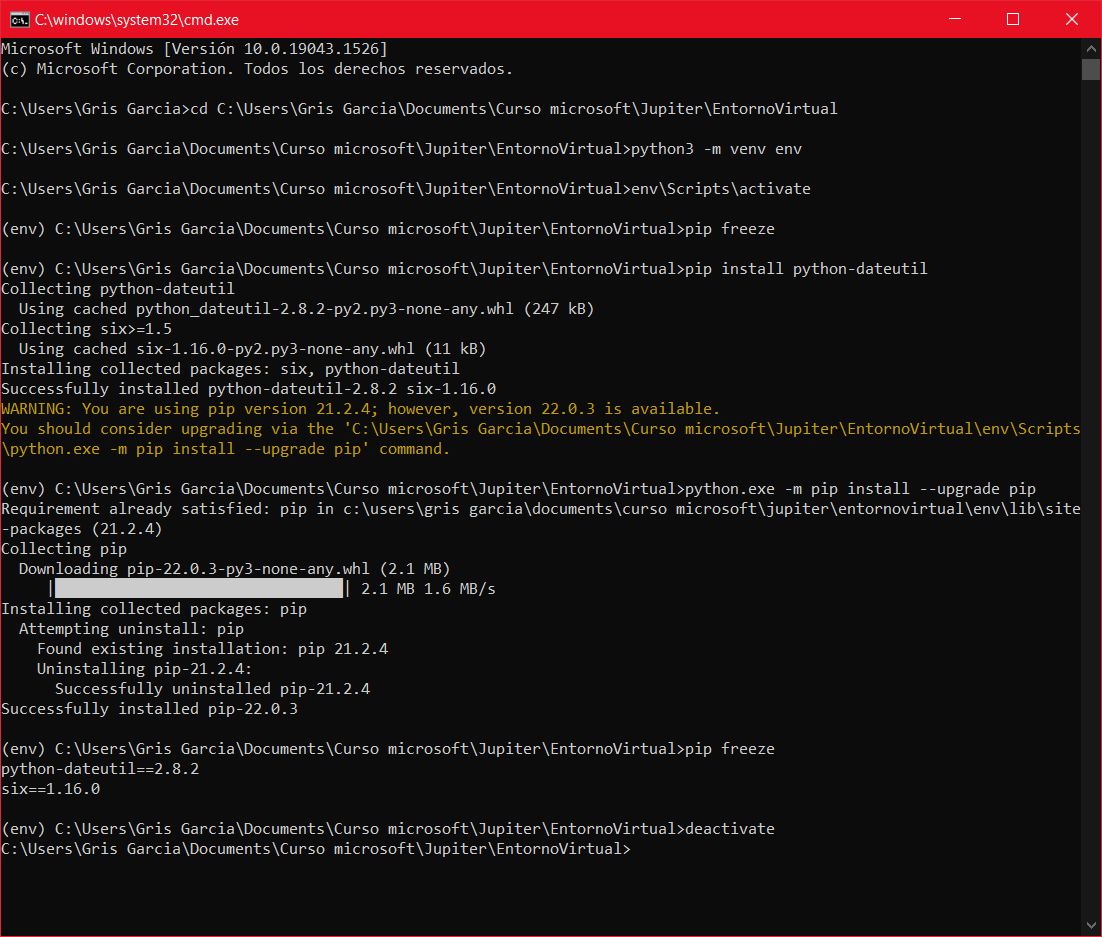 C:\windows\system32\cmd.exe
Microsoft Windows [Versión 10.0.19043.1526]
(c) Microsoft Corporation. Todos los derechos reservados.
C:\Users\Gris Garcia>cd C:\Users\Gris Garcia\Documents\Curso microsoft\Jupiter\EntornoVirtual
C:\Users\Gris Garcia\Documents\Curso microsoft\Jupiter\EntornoVirtual>python3 -m venv env
C:\Users\Gris Garcia\Documents\Curso microsoft\Jupiter\EntornoVirtual>env\Scripts\activate
(env) C:\Users\Gris Garcia\Documents\Curso microsoft\Jupiter\EntornoVirtual>pip freeze
(env) C:\Users\Gris Garcia\Documents\Curso microsoft\Jupiter\EntornoVirtual>pip install python-dateutil
Collecting python-dateutil
  Using cached python_dateutil-2.8.2-py2.py3-none-any.whl (247 kB)
Collecting six>=1.5
  Using cached six-1.16.0-py2.py3-none-any.whl (11 kB)
Installing collected packages: six, python-dateutil
Successfully installed python-dateutil-2.8.2 six-1.16.0
WARNING: You are using pip version 21.2.4; however, version 22.0.3 is available.
You should consider upgrading via the 'C:\Users\Gris Garcia\Documents\Curso microsoft\Jupiter\EntornoVirtual\env\Scripts
\python.exe -m pip install --upgrade pip' command.
(env) C:\Users\Gris Garcia\Documents\Curso microsoft\Jupiter\EntornoVirtual>python.exe -m pip install --upgrade pip
Requirement already satisfied: pip in c:\users\gris garcia\documents\curso microsoft\jupiter\entornovirtual\env\lib\site
-packages (21.2.4)
Collecting pip
  Downloading pip-22.0.3-py3-none-any.whl (2.1 MB)
     |████████████████████████████████| 2.1 MB 1.6 MB/s
Installing collected packages: pip
  Attempting uninstall: pip
    Found existing installation: pip 21.2.4
    Uninstalling pip-21.2.4:
      Successfully uninstalled pip-21.2.4
Successfully installed pip-22.0.3
(env) C:\Users\Gris Garcia\Documents\Curso microsoft\Jupiter\EntornoVirtual>pip freeze
python-dateutil==2.8.2
six==1.16.0
(env) C:\Users\Gris Garcia\Documents\Curso microsoft\Jupiter\EntornoVirtual>deactivate
C:\Users\Gris Garcia\Documents\Curso microsoft\Jupiter\EntornoVirtual>